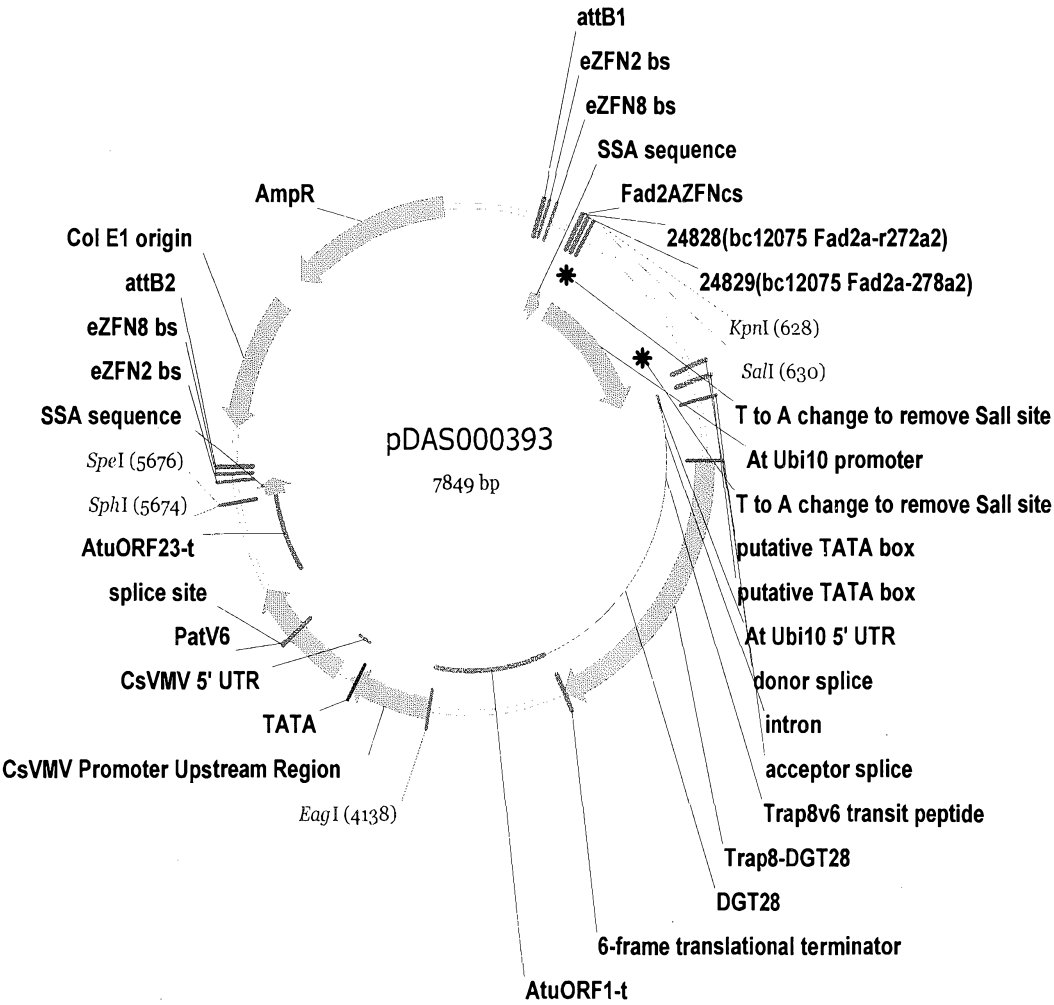 attB1
eZFN2 bs
eZFN8 bs
SSA sequence
Fad2AZFNcs
24828(bc12075 Fad2a-r272a2)
24829(bc12075 Fad2a-278a2)
KpnI (628)
SalI (630)
T to A change to remove SalI site
At Ubi10 promoter
T to A change to remove SalI site
putative TATA box
putative TATA box
At Ubi10 5' UTR
donor splice
intron
acceptor splice
Trap8v6 transit peptide
Trap8-DGT28
DGT28
6-frame translational terminator
AtuORF1-t
EagI (4138)
CsVMV Promoter Upstream Region
TATA
CsVMV 5' UTR
PatV6
splice site
AtuORF23-t
SphI (5674)
SpeI (5676)
SSA sequence
eZFN2 bs
eZFN8 bs
attB2
Col E1 origin
AmpR
pDAS000393
7849 bp